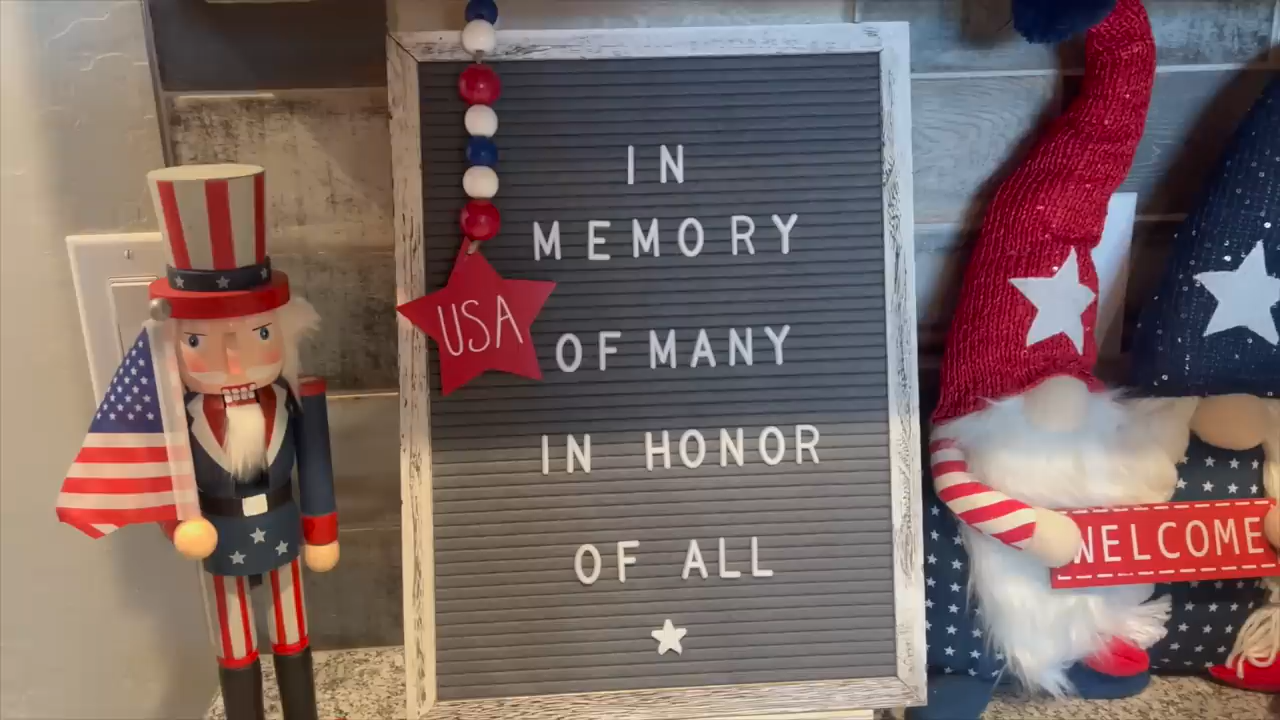 IN
MEMORY
USA
OF MANY
IN HONOR
OF ALL
WELCOME